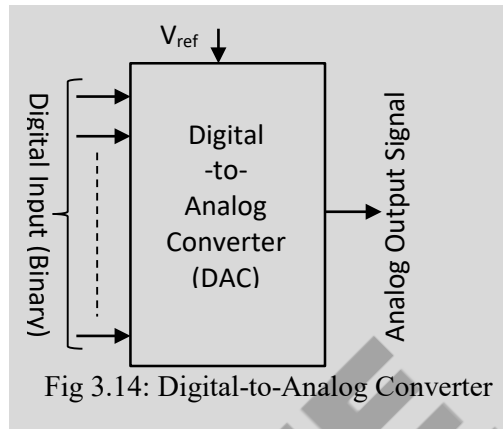 V_ref
Digital Input (Binary)
Digital
-to-
Analog
Converter
(DAC)
Analog Output Signal
Fig 3.14: Digital-to-Analog Converter